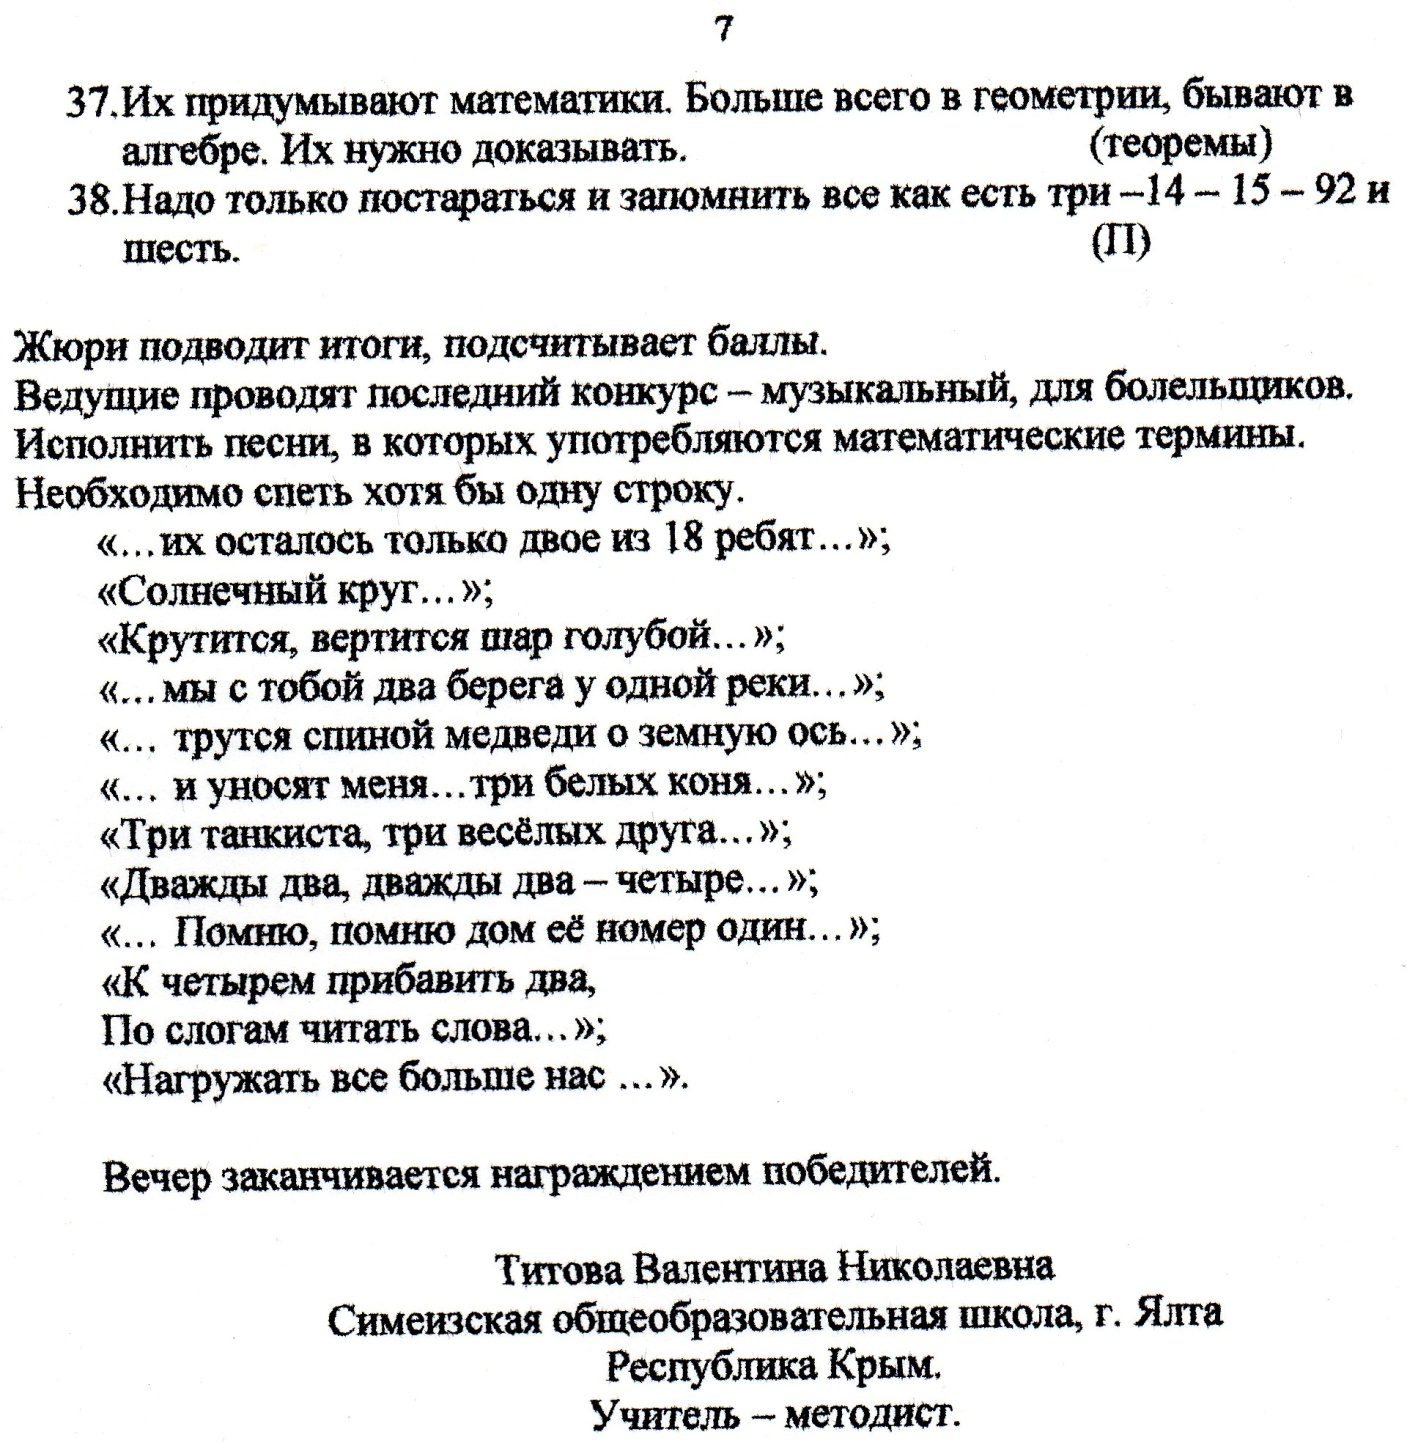 7
37.Их придумывают математики. Больше всего в геометрии, бывают в
алгебре. Их нужно доказывать. (теоремы)
38.Надо только постараться и запомнить все как есть три –14 – 15 – 92 и
шесть. (П)
Жюри подводит итоги, подсчитывает баллы.
Ведущие проводят последний конкурс – музыкальный, для болельщиков.
Исполнить песни, в которых употребляются математические термины.
Необходимо спеть хотя бы одну строку.
«…их осталось только двое из 18 ребят…»;
«Солнечный круг…»;
«Крутится, вертится шар голубой…»;
«…мы с тобой два берега у одной реки…»;
«… трутся спиной медведи о земную ось…»;
«… и уносят меня…три белых коня…»;
«Три танкиста, три весёлых друга…»;
«Дважды два, дважды два – четыре…»;
«… Помню, помню дом её номер один…»;
«К четырем прибавить два,
По слогам читать слова…»;
«Нагружать все больше нас …».
Вечер заканчивается награждением победителей.
Титова Валентина Николаевна
Симеизская общеобразовательная школа, г. Ялта
Республика Крым.
Учитель – методист.